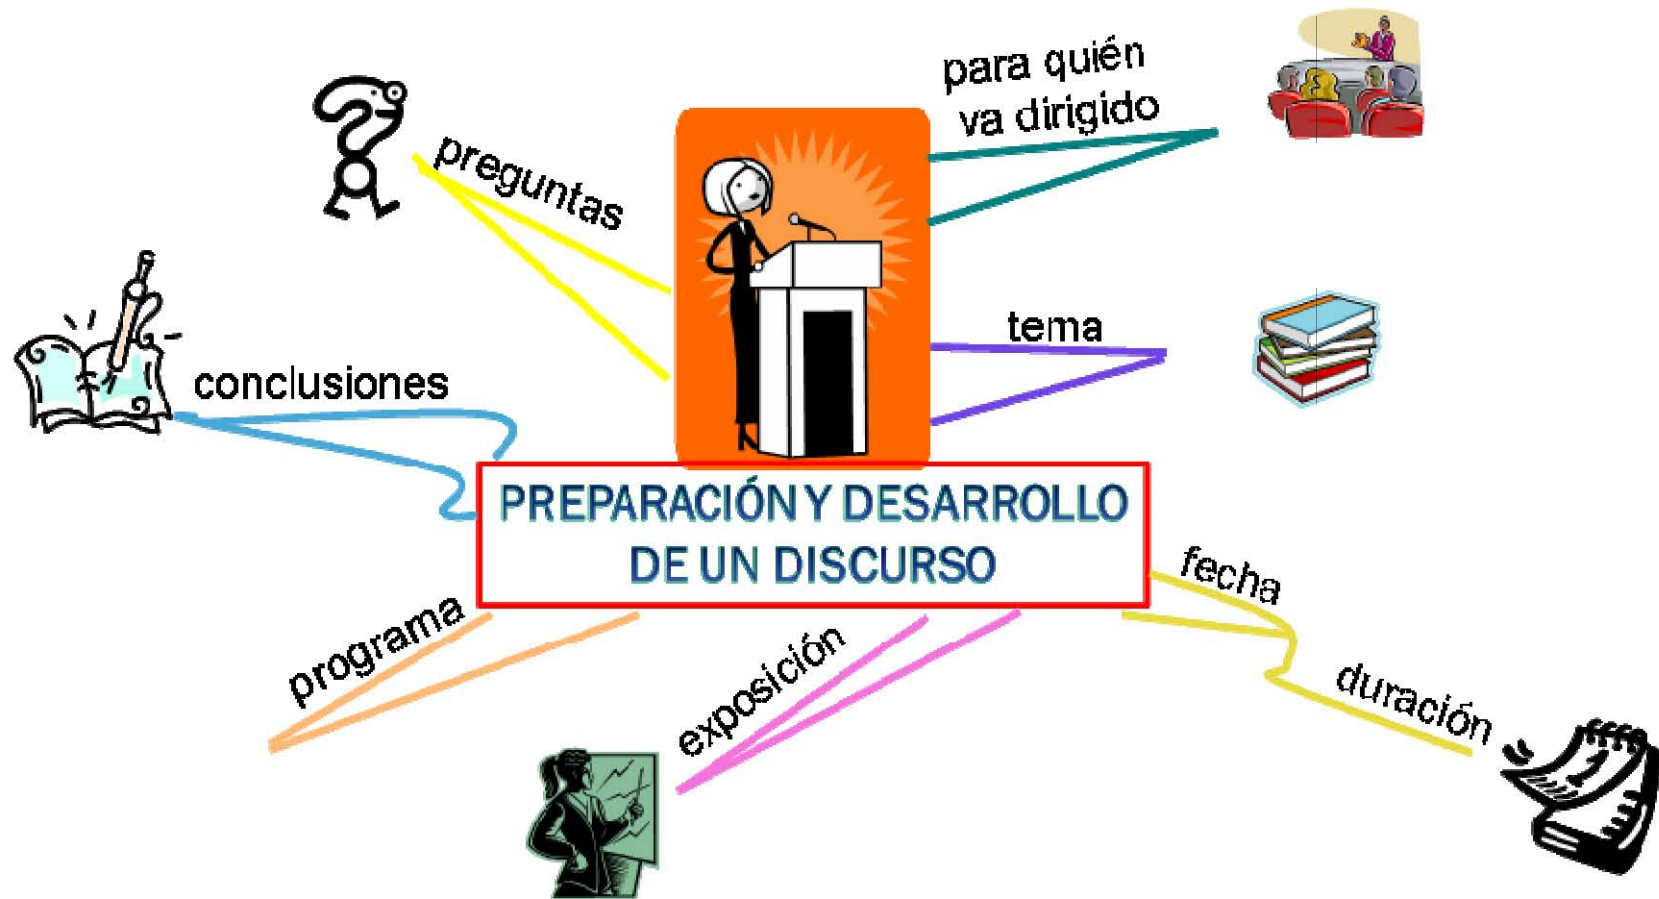 para quién
va dirigido
preguntas
tema
conclusiones
PREPARACIÓN Y DESARROLLO
DE UN DISCURSO
fecha
programa
exposición
duración